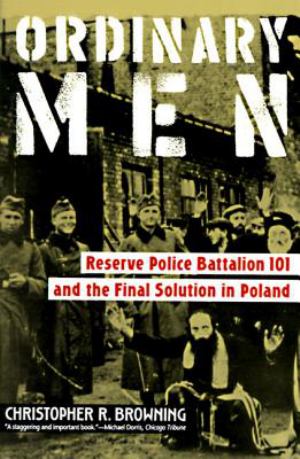 ORDINARY
MEN
Reserve Police Battalion 101
and the Final Solution in Poland
CHRISTOPHER R. BROWNING
"A staggering and important book."—Michael Dorris, Chicago Tribune